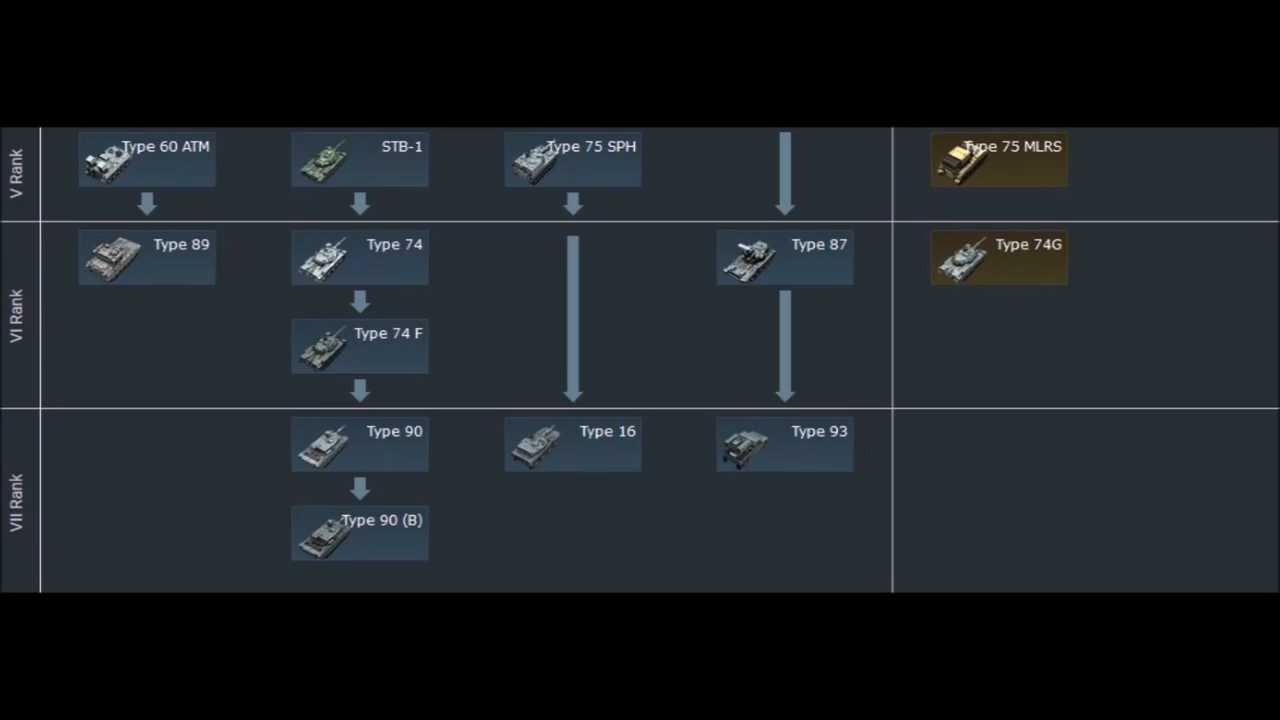 V Rank
Type 60 ATM
STB-1
Type 75 SPH
Type 75 MLRS
VI Rank
Type 89
Type 74
Type 87
Type 74G
Type 74 F
VII Rank
Type 90
Type 16
Type 93
Type 90 (B)